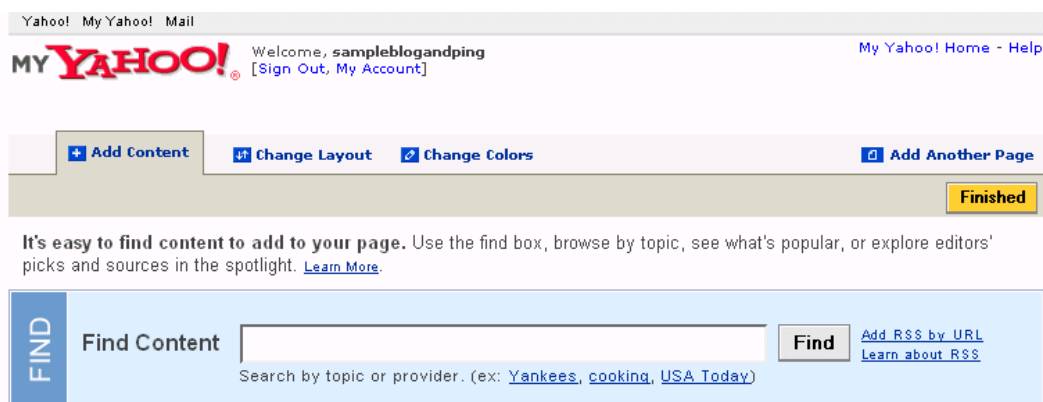 Yahoo! My Yahoo! Mail
MY YAHOO!® Welcome, sampleblogandping
[Sign Out, My Account]
My Yahoo! Home - Help
Add Content Change Layout Change Colors Add Another Page
Finished
It's easy to find content to add to your page. Use the find box, browse by topic, see what's popular, or explore editors'
picks and sources in the spotlight. Learn More.
FIND
Find Content Find Add RSS by URL
Learn about RSS
Search by topic or provider. (ex: Yankees, cooking, USA Today)